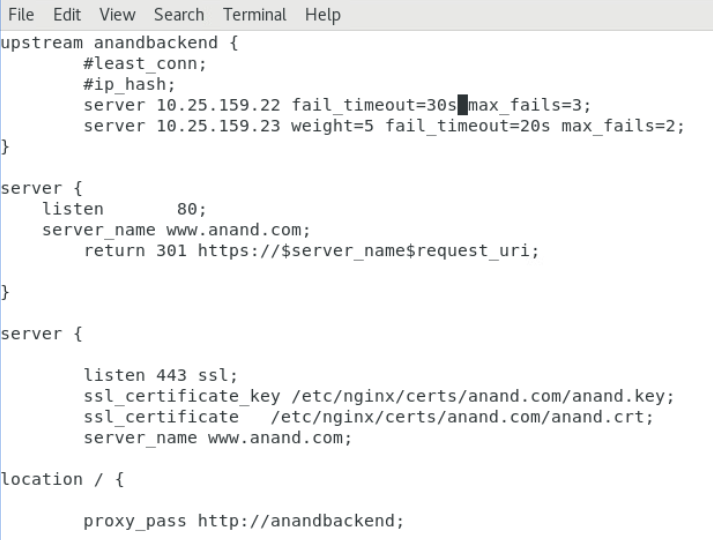 File Edit View Search Terminal Help
upstream anandbackend {
        #least_conn;
        #ip_hash;
        server 10.25.159.22 fail_timeout=30s max_fails=3;
        server 10.25.159.23 weight=5 fail_timeout=20s max_fails=2;
}

server {
    listen       80;
    server_name www.anand.com;
        return 301 https://$server_name$request_uri;

}

server {

        listen 443 ssl;
        ssl_certificate_key /etc/nginx/certs/anand.com/anand.key;
        ssl_certificate   /etc/nginx/certs/anand.com/anand.crt;
        server_name www.anand.com;

location / {

        proxy_pass http://anandbackend;